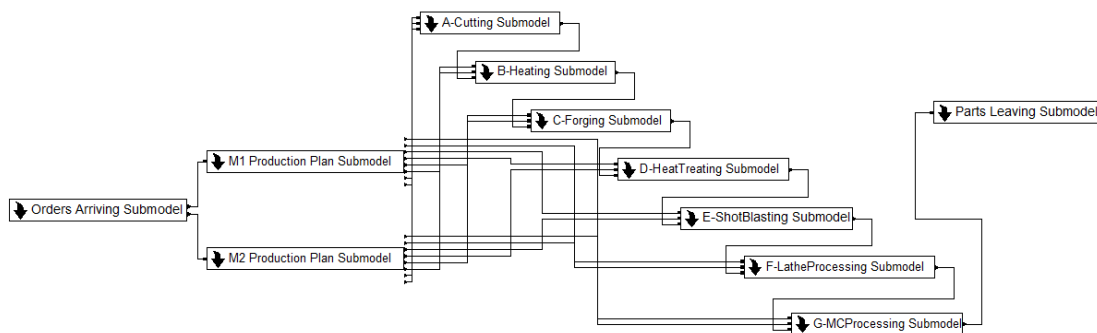 A-Cutting Submodel
B-Heating Submodel
Parts Leaving Submodel
C-Forging Submodel
M1 Production Plan Submodel
D-HeatTreating Submodel
Orders Arriving Submodel
E-ShotBlasting Submodel
M2 Production Plan Submodel
F-LatheProcessing Submodel
G-MCProcessing Submodel